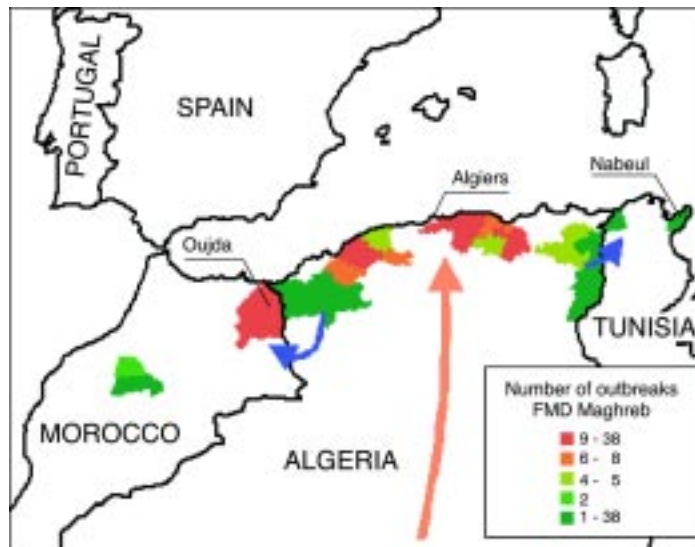 PORTUGAL
SPAIN
Algiers
Nabeul
Oujda
TUNISIA
MOROCCO
ALGERIA
Number of outbreaks
FMD Maghreb
9 - 38
6 - 8
4 - 5
2
1 - 38